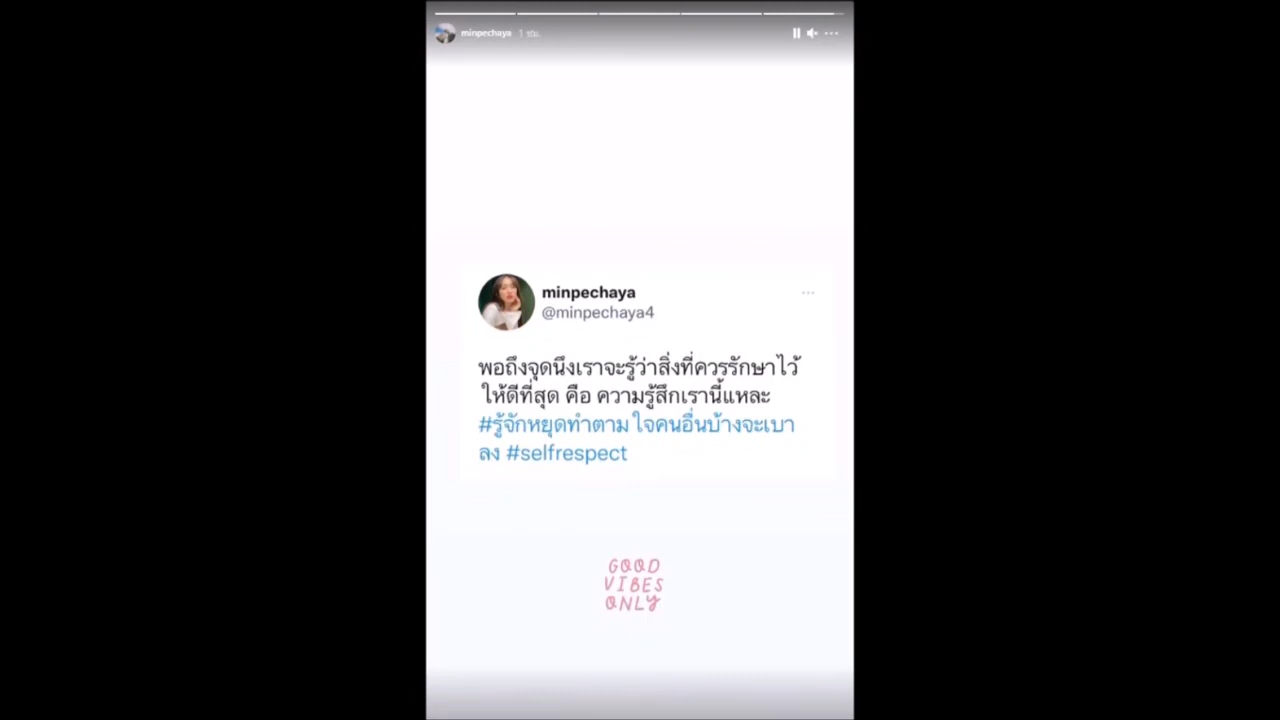 minpechaya 1 ชม.
minpechaya
@minpechaya4
พอถึงจุดนึงเราจะรู้ว่าสิ่งที่ควรรักษาไว้
ให้ดีที่สุด คือ ความรู้สึกเรานี้แหละ
#รู้จักหยุดทำตาม ใจคนอื่นบ้างจะเบา
ลง #selfrespect
GOOD
VIBES
ONLY